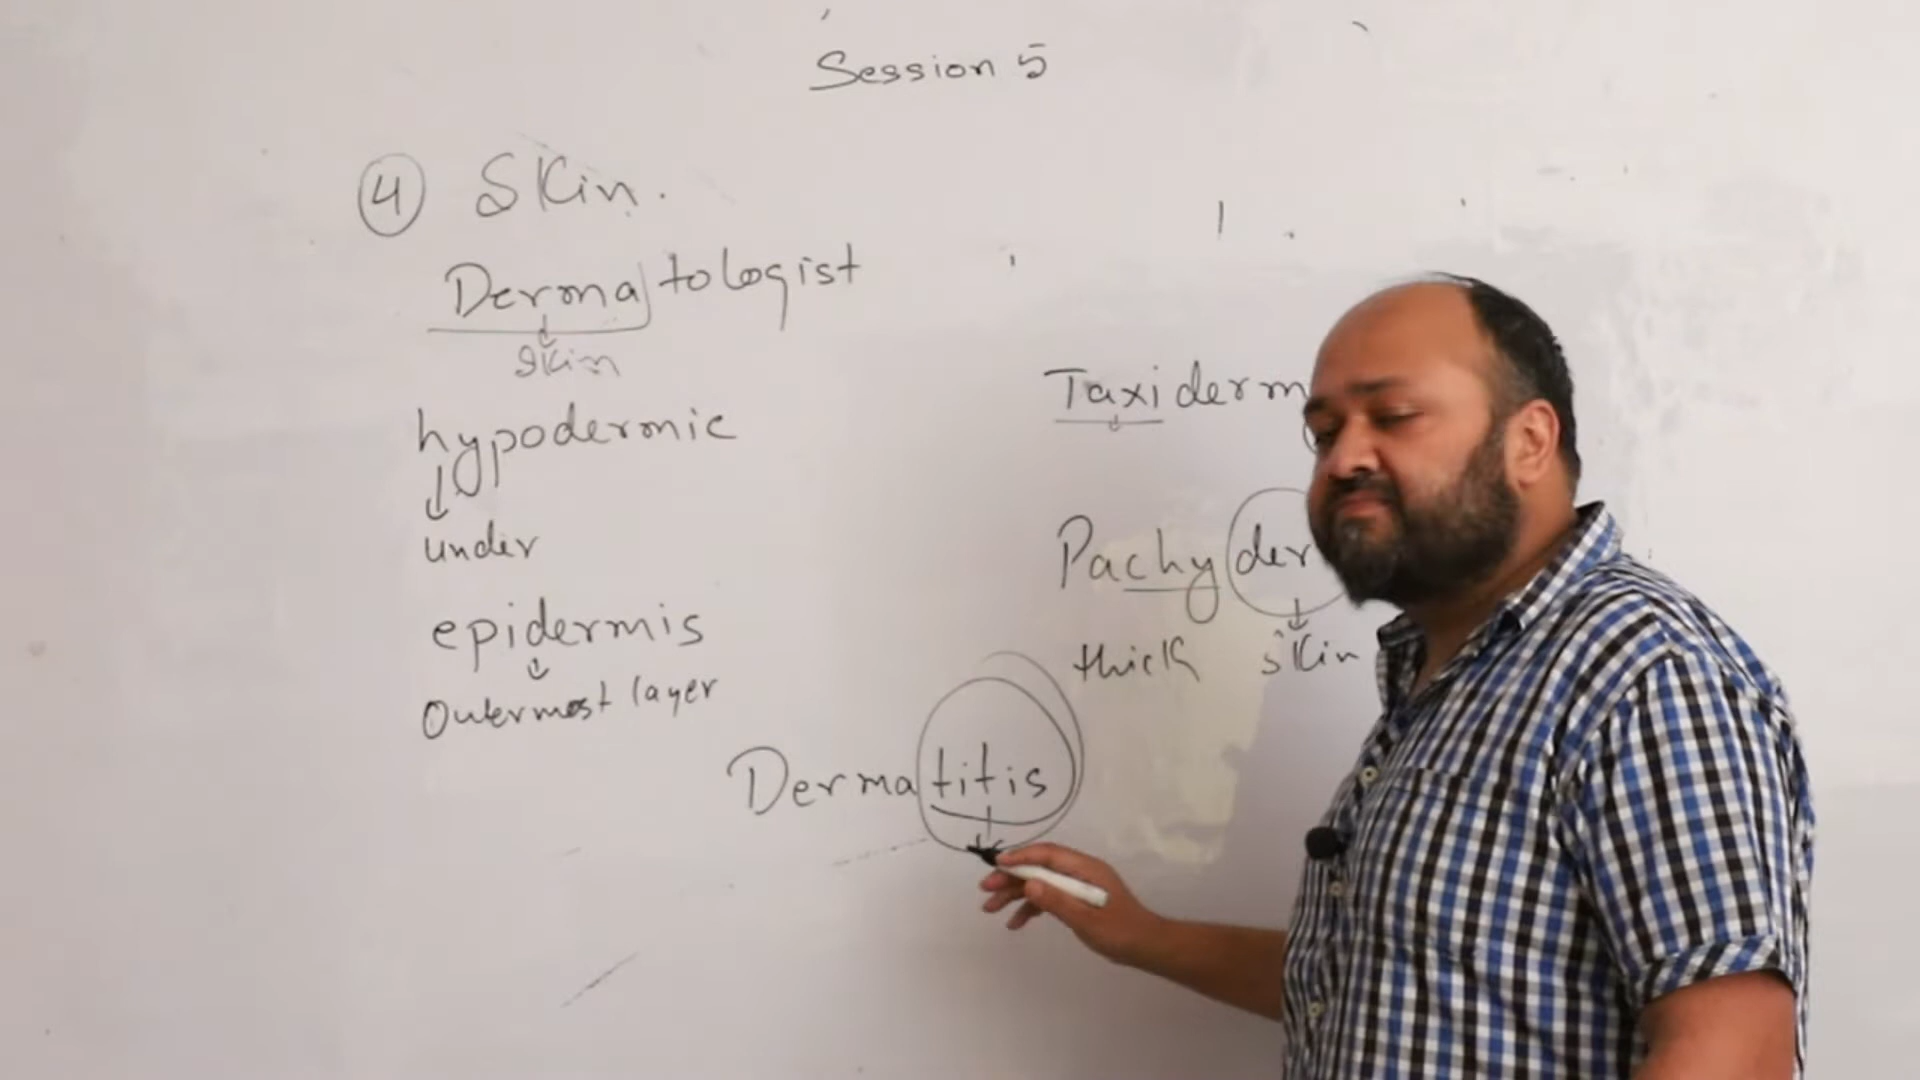 Session 5
4 Skin.
Dermatologist
skin
hypodermic
under
epidermis
Outermost layer
Taxiderm
Pachyder
thick skin
Dermatitis